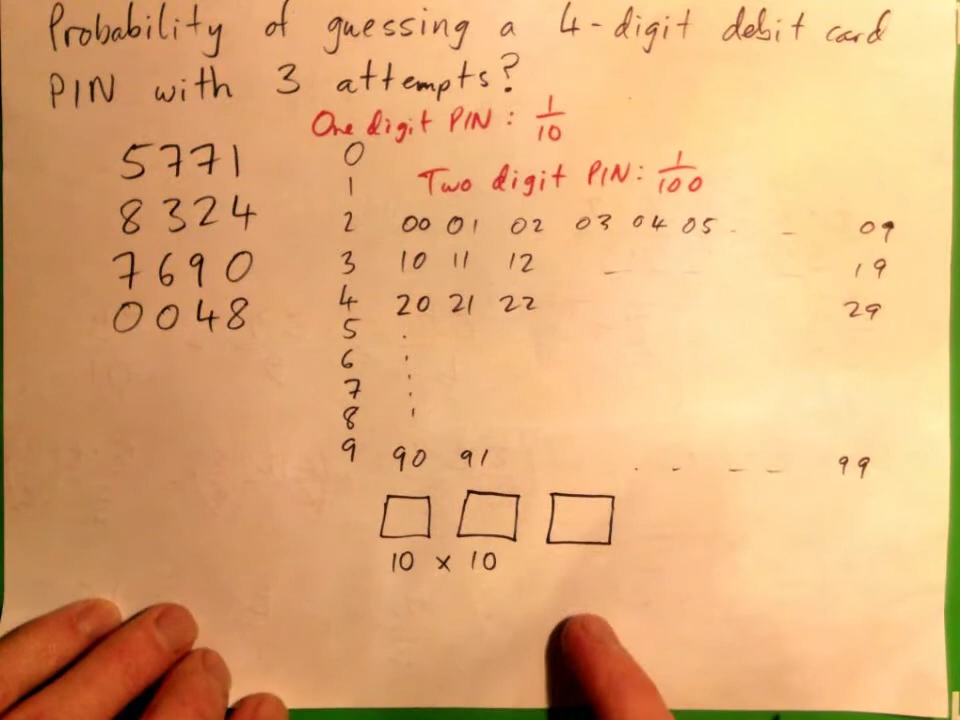 Probability of guessing a 4-digit debit card
PIN with 3 attempts?
One digit PIN: 1/10
Two digit PIN: 1/100
5771
8324
7690
0048
0
1
2
3
4
5
6
7
8
9
00 01 02 03 04 05 . - 09
10 11 12 - - - 19
20 21 22 29
90 91 . - - - 99
10 x 10